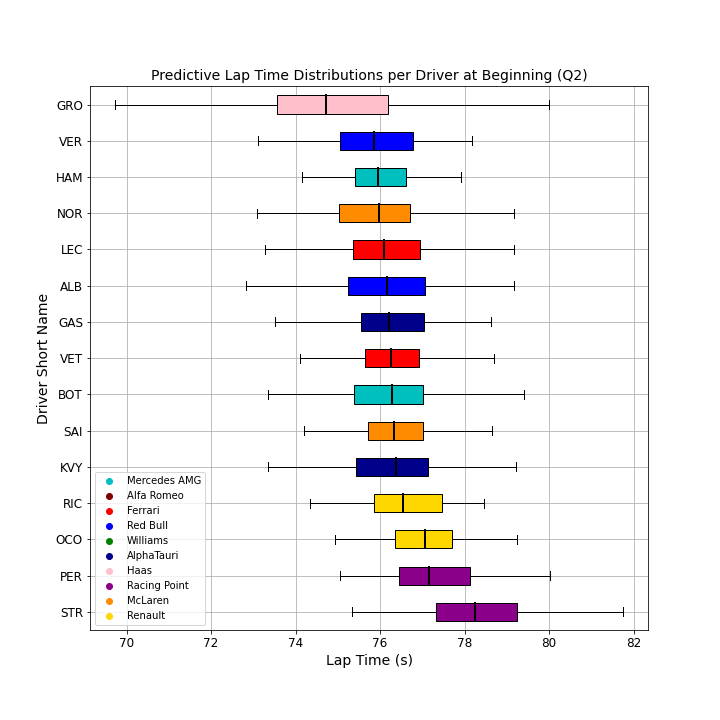 Predictive Lap Time Distributions per Driver at Beginning (Q2)
GRO
VER
HAM
NOR
LEC
ALB
GAS
VET
BOT
SAI
KVY
RIC
OCO
PER
STR
Driver Short Name
Mercedes AMG
Alfa Romeo
Ferrari
Red Bull
Williams
AlphaTauri
Haas
Racing Point
McLaren
Renault
70 72 74 76 78 80 82
Lap Time (s)